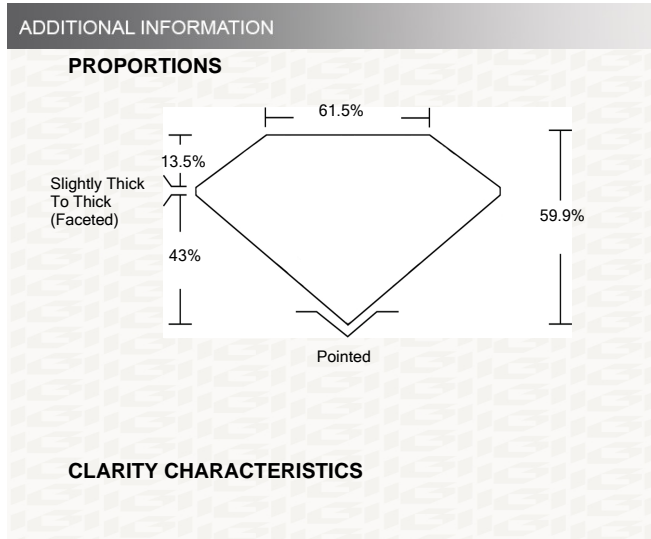 ADDITIONAL INFORMATION
PROPORTIONS
61.5%
13.5%
Slightly Thick
To Thick
(Faceted)
59.9%
43%
Pointed
CLARITY CHARACTERISTICS